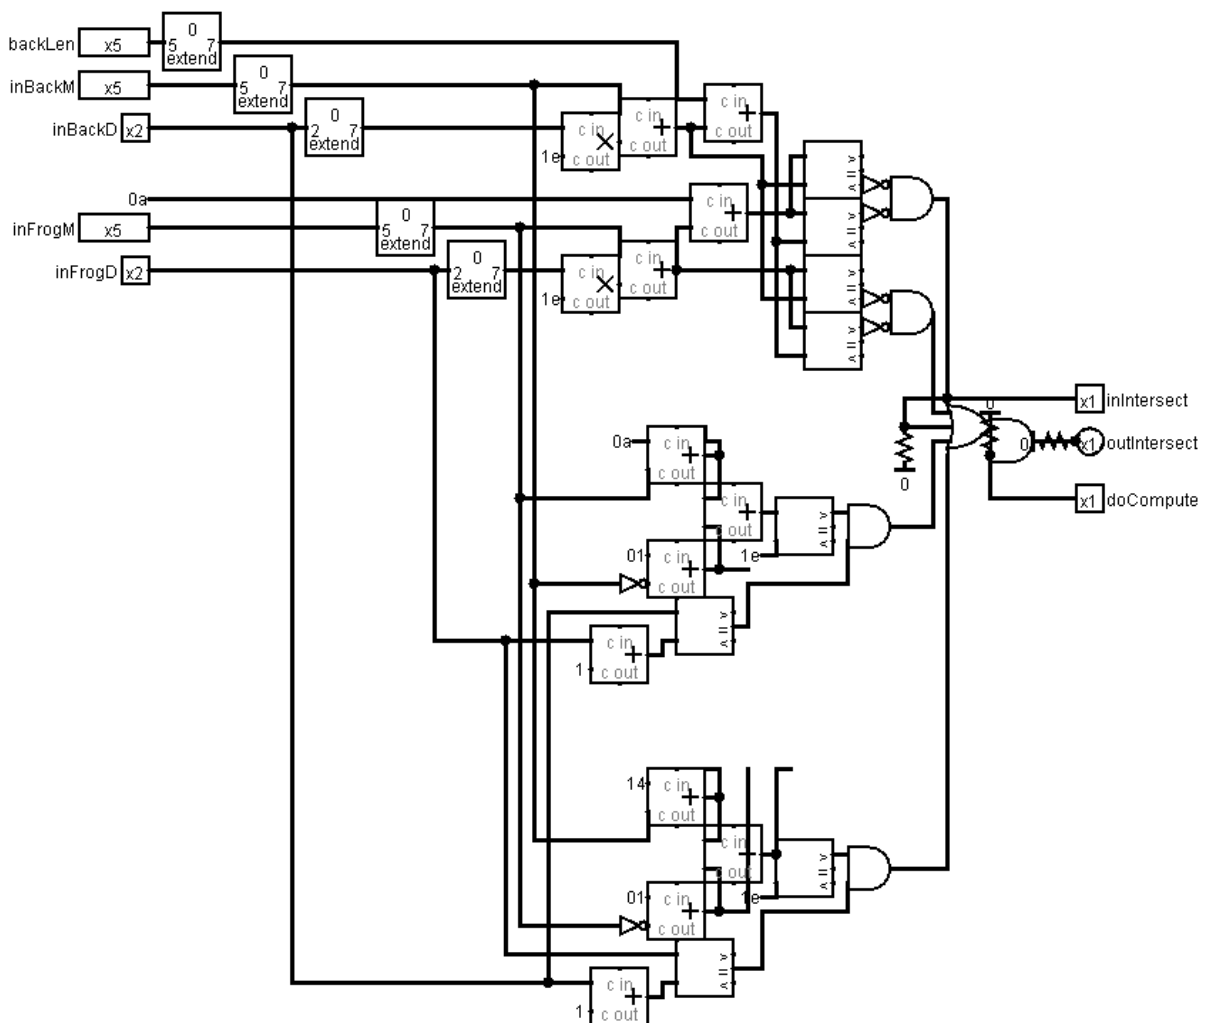 backLen x5 0 5 7 extend
inBackM x5 0 5 7 extend
inBackD x2 0 2 7 extend
c in + c out
c in × c out
1e
c in + c out
0a
inFrogM x5 0 5 7 extend
c in + c out
inFrogD x2 0 2 7 extend
c in × c out
1e
c in + c out
x1 inIntersect
0
0 x1 outIntersect
0
x1 doCompute
0a c in + c out
c in + c out
01 c in + c out
1e
c in + c out
1
14 c in + c out
c in + c out
01 c in + c out
1e
c in + c out
1